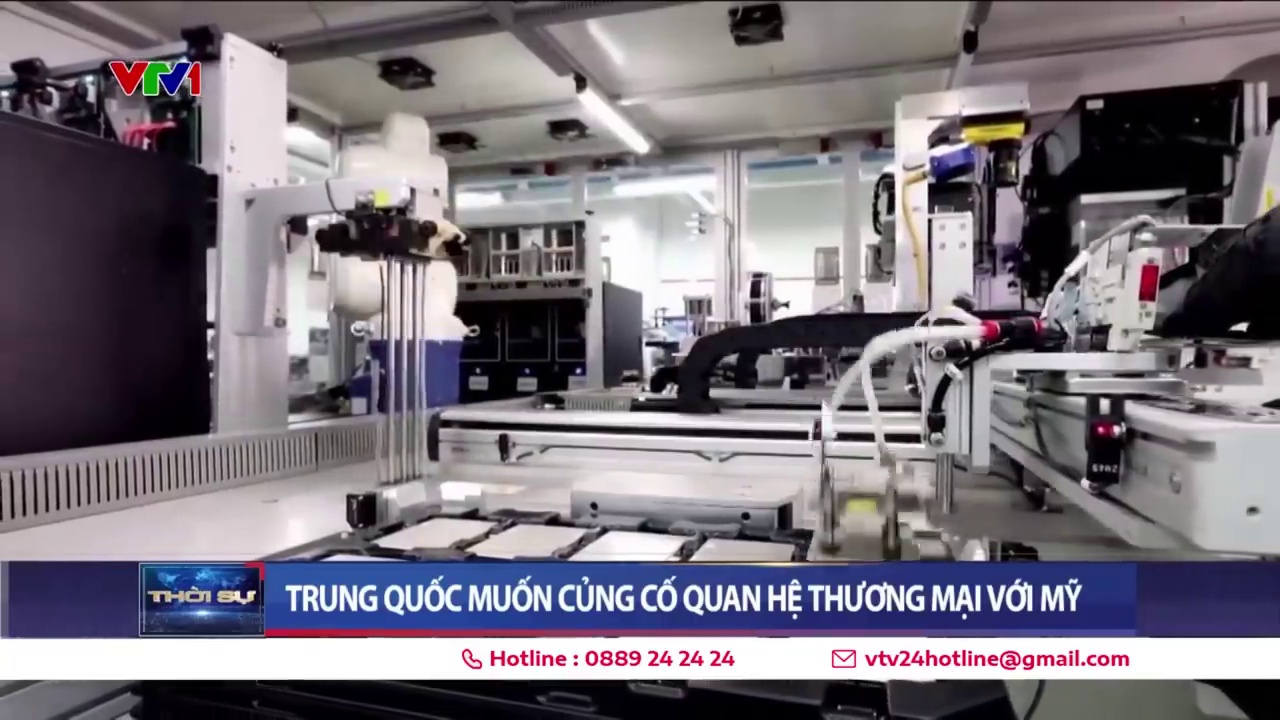 VTV1
THỜI SỰ
TRUNG QUỐC MUỐN CỦNG CỐ QUAN HỆ THƯƠNG MẠI VỚI MỸ
Hotline : 0889 24 24 24
vtv24hotline@gmail.com